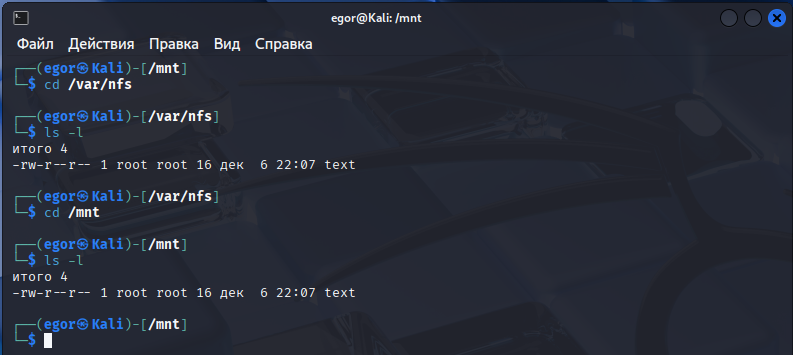 egor@Kali: /mnt
Файл Действия Правка Вид Справка
┌──(egor㉿Kali)-[/mnt]
└─$ cd /var/nfs
┌──(egor㉿Kali)-[/var/nfs]
└─$ ls -l
итого 4
-rw-r--r-- 1 root root 16 дек  6 22:07 text
┌──(egor㉿Kali)-[/var/nfs]
└─$ cd /mnt
┌──(egor㉿Kali)-[/mnt]
└─$ ls -l
итого 4
-rw-r--r-- 1 root root 16 дек  6 22:07 text
┌──(egor㉿Kali)-[/mnt]
└─$